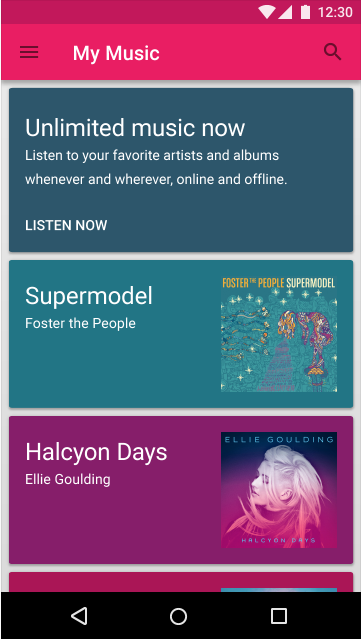 12:30
My Music
Unlimited music now
Listen to your favorite artists and albums
whenever and wherever, online and offline.
LISTEN NOW
Supermodel
Foster the People
FOSTER THE PEOPLE SUPERMODEL
Halcyon Days
Ellie Goulding
ELLIE GOULDING
HALCYON DAYS